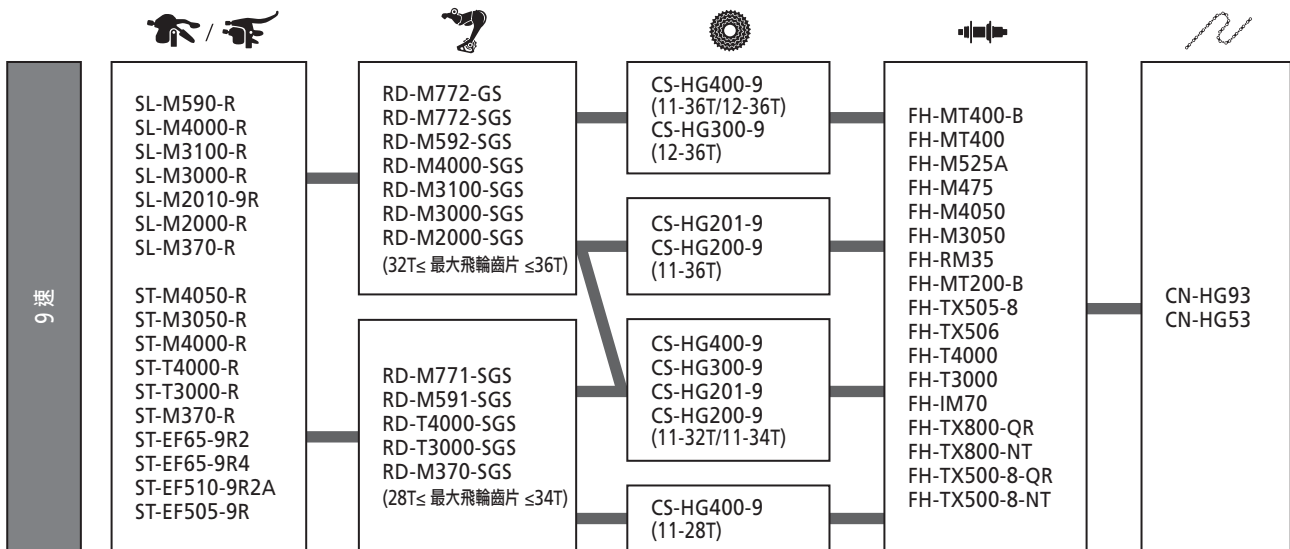 /
9 速
SL-M590-R
SL-M4000-R
SL-M3100-R
SL-M3000-R
SL-M2010-9R
SL-M2000-R
SL-M370-R
ST-M4050-R
ST-M3050-R
ST-M4000-R
ST-T4000-R
ST-T3000-R
ST-M370-R
ST-EF65-9R2
ST-EF65-9R4
ST-EF510-9R2A
ST-EF505-9R
RD-M772-GS
RD-M772-SGS
RD-M592-SGS
RD-M4000-SGS
RD-M3100-SGS
RD-M3000-SGS
RD-M2000-SGS
(32T≤ 最大飛輪齒片 ≤36T)
RD-M771-SGS
RD-M591-SGS
RD-T4000-SGS
RD-T3000-SGS
RD-M370-SGS
(28T≤ 最大飛輪齒片 ≤34T)
CS-HG400-9
(11-36T/12-36T)
CS-HG300-9
(12-36T)
CS-HG201-9
CS-HG200-9
(11-36T)
CS-HG400-9
CS-HG300-9
CS-HG201-9
CS-HG200-9
(11-32T/11-34T)
CS-HG400-9
(11-28T)
FH-MT400-B
FH-MT400
FH-M525A
FH-M475
FH-M4050
FH-M3050
FH-RM35
FH-MT200-B
FH-TX505-8
FH-TX506
FH-T4000
FH-T3000
FH-IM70
FH-TX800-QR
FH-TX800-NT
FH-TX500-8-QR
FH-TX500-8-NT
CN-HG93
CN-HG53